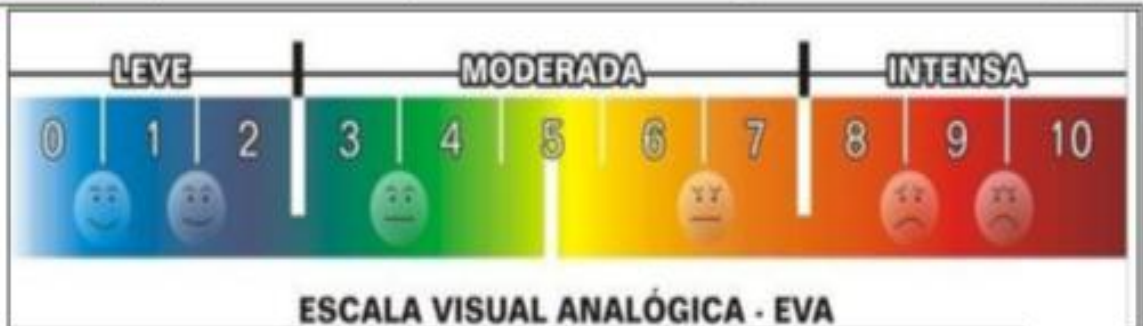 LEVE MODERADA INTENSA
0 1 2 3 4 5 6 7 8 9 10
ESCALA VISUAL ANALÓGICA - EVA